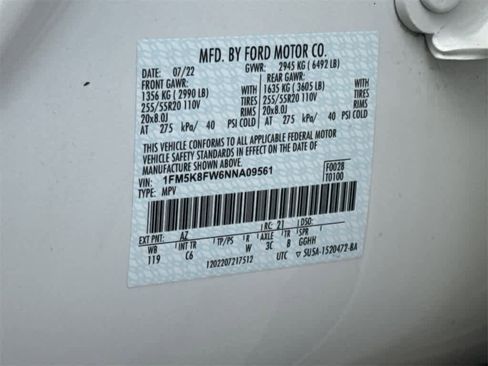 MFD. BY FORD MOTOR CO.
DATE: 07/22 GVWR: 2945 KG ( 6492 LB)
FRONT GAWR: REAR GAWR:
1356 KG ( 2990 LB) WITH 1635 KG ( 3605 LB) WITH
255/55R20 110V TIRES 255/55R20 110V TIRES
20x8.0J RIMS 20x8.0J RIMS
AT 275 kPa/ 40 PSI COLD AT 275 kPa/ 40 PSI COLD
THIS VEHICLE CONFORMS TO ALL APPLICABLE FEDERAL MOTOR
VEHICLE SAFETY STANDARDS IN EFFECT ON THE DATE OF
MANUFACTURE SHOWN ABOVE.
VIN: 1FM5K8FW6NNA09561 F0028
TYPE: MPV T0100
EXT PNT: AZ RC: 21 DSO:
WB INT TR TP/PS R AXLE TR SPR
119 C6 W 3C B GGHH
1202207217512 UTC SU5A-1520472-BA